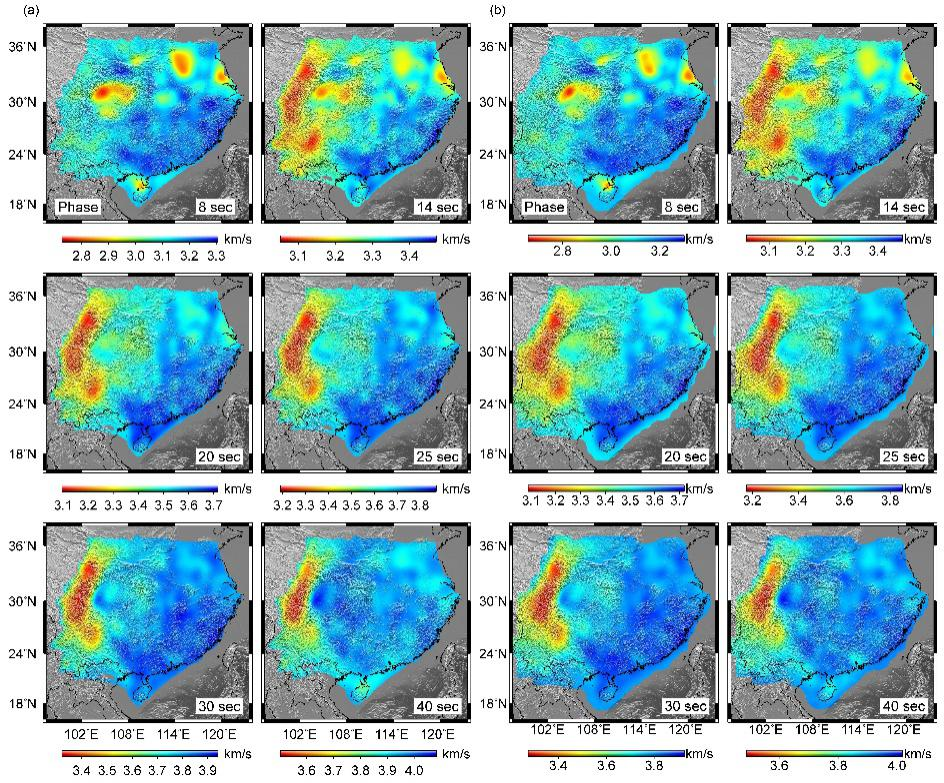 (a) (b)
36°N
30°N
24°N
18°N
Phase 8 sec 14 sec Phase 8 sec 14 sec
km/s km/s km/s km/s
2.8 2.9 3.0 3.1 3.2 3.3 3.1 3.2 3.3 3.4 2.8 3.0 3.2 3.1 3.2 3.3 3.4
36°N
30°N
24°N
18°N
20 sec 25 sec 20 sec 25 sec
km/s km/s km/s km/s
3.1 3.2 3.3 3.4 3.5 3.6 3.7 3.2 3.3 3.4 3.5 3.6 3.7 3.8 3.1 3.2 3.3 3.4 3.5 3.6 3.7 3.2 3.4 3.6 3.8
36°N
30°N
24°N
18°N
30 sec 40 sec 30 sec 40 sec
102°E 108°E 114°E 120°E 102°E 108°E 114°E 120°E 102°E 108°E 114°E 120°E 102°E 108°E 114°E 120°E
km/s km/s km/s km/s
3.4 3.5 3.6 3.7 3.8 3.9 3.6 3.7 3.8 3.9 4.0 3.4 3.6 3.8 3.6 3.8 4.0